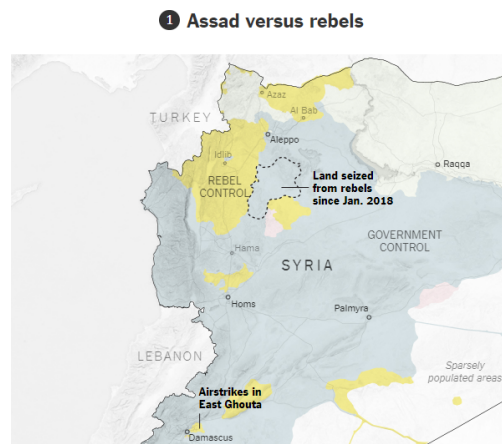 1 Assad versus rebels
TURKEY
Azaz
Al Bab
Aleppo
Idlib
Raqqa
REBEL
CONTROL
Land seized
from rebels
since Jan. 2018
GOVERNMENT
CONTROL
Hama
SYRIA
Homs
Palmyra
LEBANON
Sparsely
populated areas
Airstrikes in
East Ghouta
Damascus